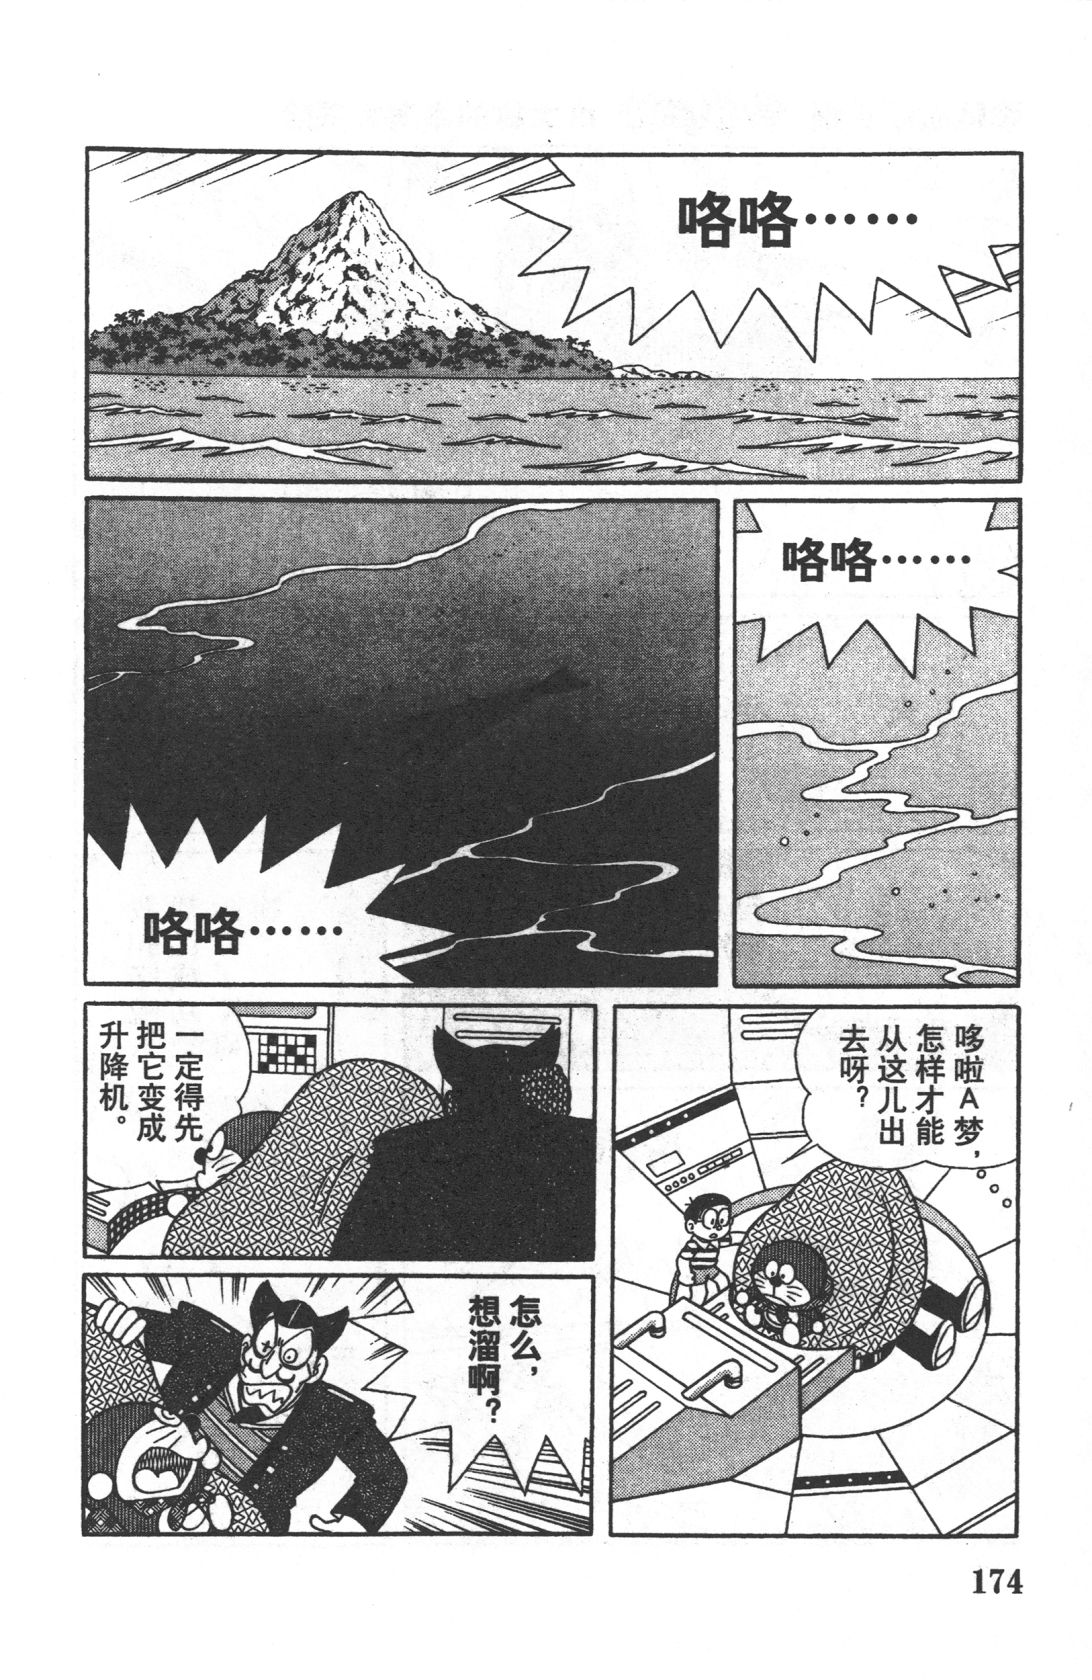 咯咯……
咯咯……
咯咯……
哆啦A梦，
怎样才能
从这儿出
去呀？
一定得先
把它变成
升降机。
怎么，
想溜啊？
174